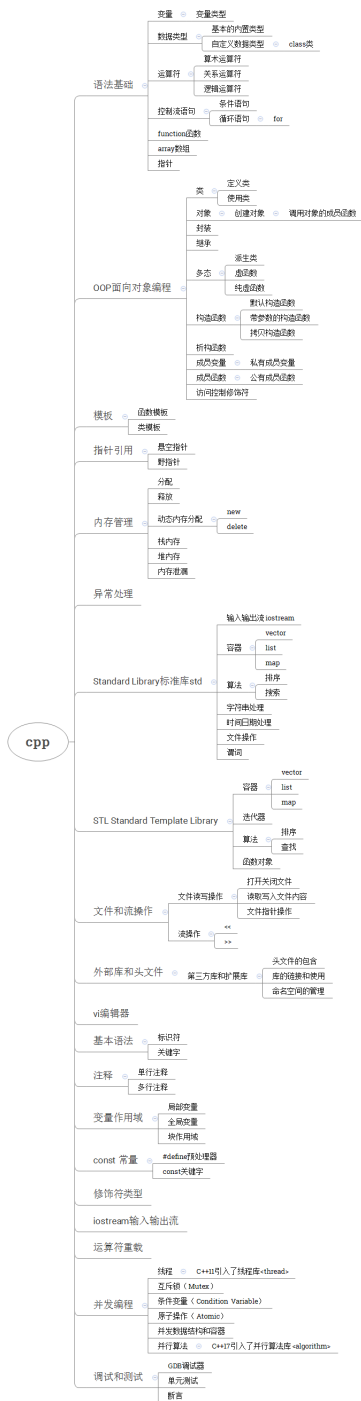 cpp
语法基础
变量
变量类型
数据类型
基本的内置类型
自定义数据类型
class类
运算符
算术运算符
关系运算符
逻辑运算符
控制流语句
条件语句
循环语句
for
function函数
array数组
指针
OOP面向对象编程
类
定义类
使用类
对象
创建对象
调用对象的成员函数
封装
继承
多态
派生类
虚函数
纯虚函数
构造函数
默认构造函数
带参数的构造函数
拷贝构造函数
析构函数
成员变量
私有成员变量
成员函数
公有成员函数
访问控制修饰符
模板
函数模板
类模板
指针引用
悬空指针
野指针
内存管理
分配
释放
动态内存分配
new
delete
栈内存
堆内存
内存泄漏
异常处理
Standard Library标准库std
输入输出流 iostream
容器
vector
list
map
算法
排序
搜索
字符串处理
时间日期处理
文件操作
谓词
STL Standard Template Library
容器
vector
list
map
迭代器
算法
排序
查找
函数对象
文件和流操作
文件读写操作
打开关闭文件
读取写入文件内容
文件指针操作
流操作
<<
>>
外部库和头文件
第三方库和扩展库
头文件的包含
库的链接和使用
命名空间的管理
vi编辑器
基本语法
标识符
关键字
注释
单行注释
多行注释
变量作用域
局部变量
全局变量
块作用域
const 常量
#define预处理器
const关键字
修饰符类型
iostream输入输出流
运算符重载
并发编程
线程
C++11引入了线程库<thread>
互斥锁（Mutex）
条件变量（Condition Variable）
原子操作（Atomic）
并发数据结构和容器
并行算法
C++17引入了并行算法库 <algorithm>
调试和测试
GDB调试器
单元测试
断言